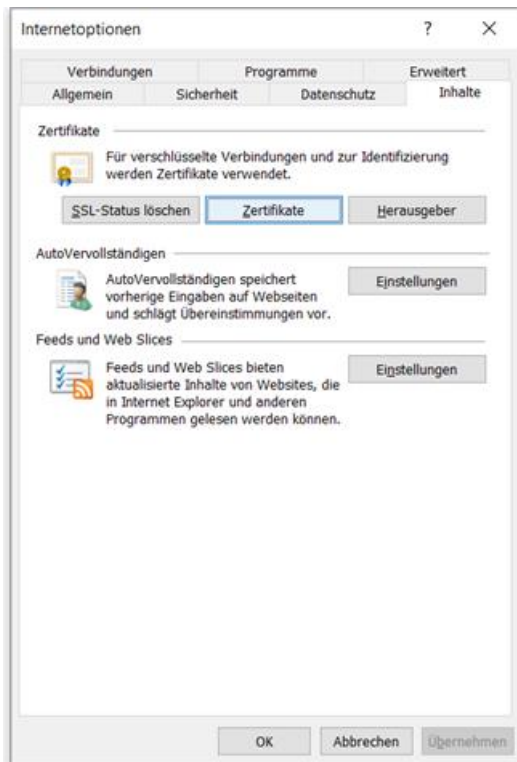 Internetoptionen
Verbindungen Programme Erweitert
Allgemein Sicherheit Datenschutz Inhalte
Zertifikate
Für verschlüsselte Verbindungen und zur Identifizierung
werden Zertifikate verwendet.
SSL-Status löschen Zertifikate Herausgeber
AutoVervollständigen
AutoVervollständigen speichert
vorherige Eingaben auf Webseiten
und schlägt Übereinstimmungen vor.
Einstellungen
Feeds und Web Slices
Feeds und Web Slices bieten
aktualisierte Inhalte von Websites, die
in Internet Explorer und anderen
Programmen gelesen werden können.
Einstellungen
OK Abbrechen Übernehmen